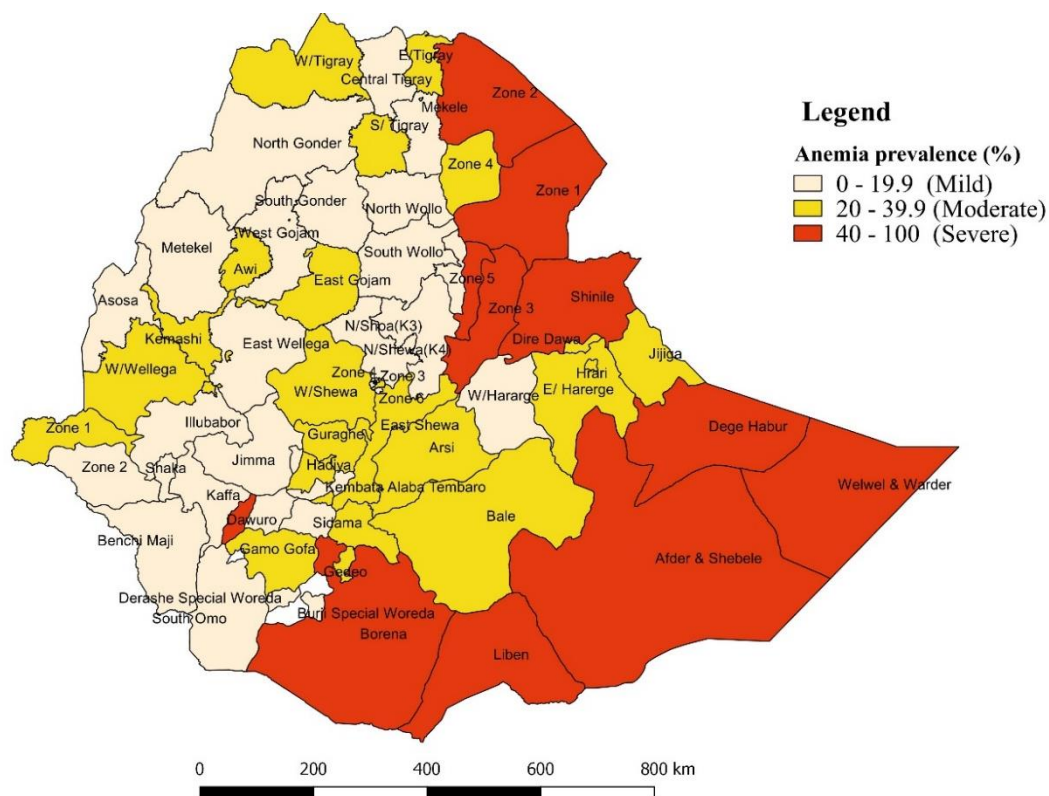 W/Tigray
E/Tigray
Central Tigray
Zone 2
Mekele
S/ Tigray
North Gonder
Zone 4
Zone 1
South Gonder
North Wollo
West Gojam
Metekel
South Wollo
Awi
Zone 5
East Gojam
Shinile
Asosa
Zone 3
N/Shoa(K3)
Kemashi
East Wellega
Dire Dawa
N/Shewa(K4)
Jijiga
W/Wellega
Zone 4
Zone 3
Hrari
W/Shewa
W/Hararge
E/ Harerge
Zone 6
Illubabor
East Shewa
Zone 1
Dege Habur
Guraghe
Arsi
Zone 2
Shaka
Jimma
Hadiya
Welwel & Warder
Kembata Alaba Tembaro
Kaffa
Dawuro
Sidama
Bale
Benchi Maji
Gamo Gofa
Afder & Shebele
Gedeo
Derashe Special Woreda
Burji Special Woreda
South Omo
Borena
Liben
Legend
Anemia prevalence (%)
0 - 19.9 (Mild)
20 - 39.9 (Moderate)
40 - 100 (Severe)
0 200 400 600 800 km